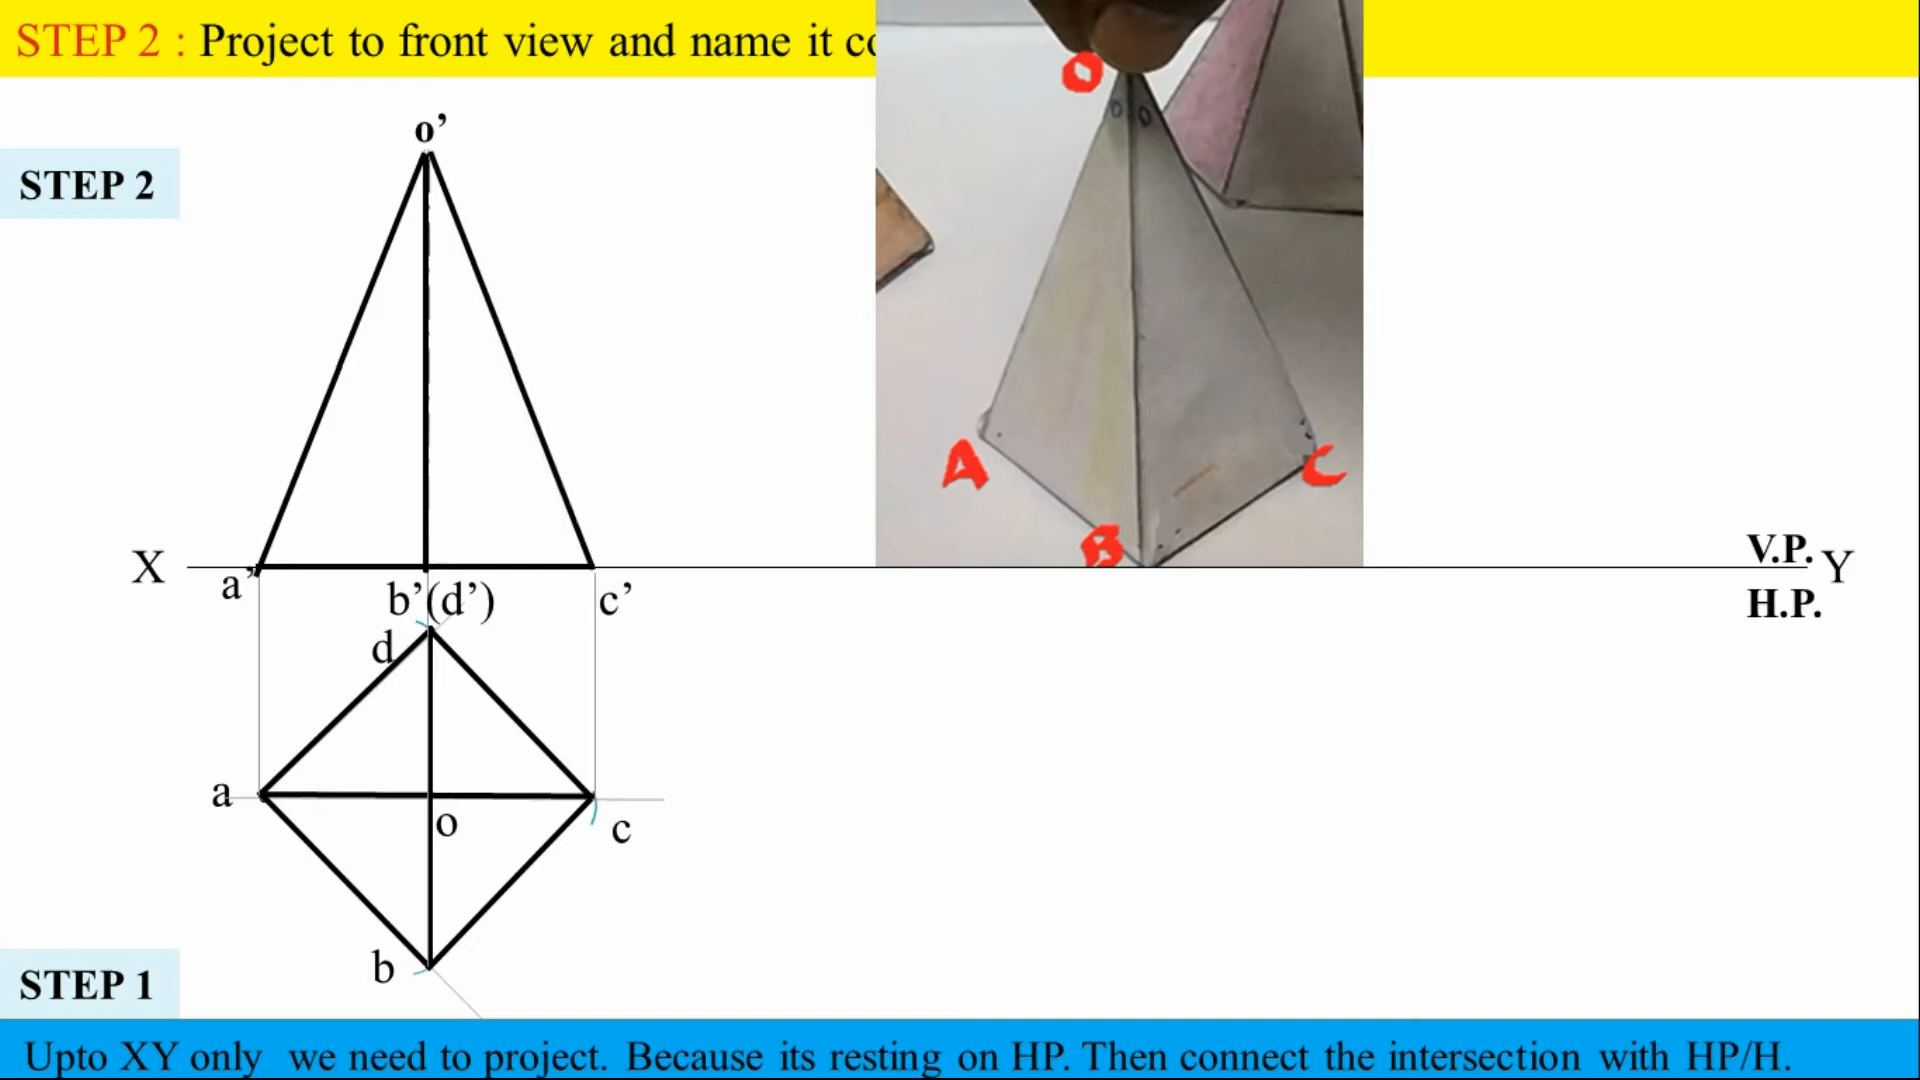 STEP 2 : Project to front view and name it
o’
STEP 2
O
A
B
C
X
a’
b’(d’)
c’
V.P.
Y
H.P.
d
a
o
c
b
STEP 1
Upto XY only we need to project. Because its resting on HP. Then connect the intersection with HP/H.